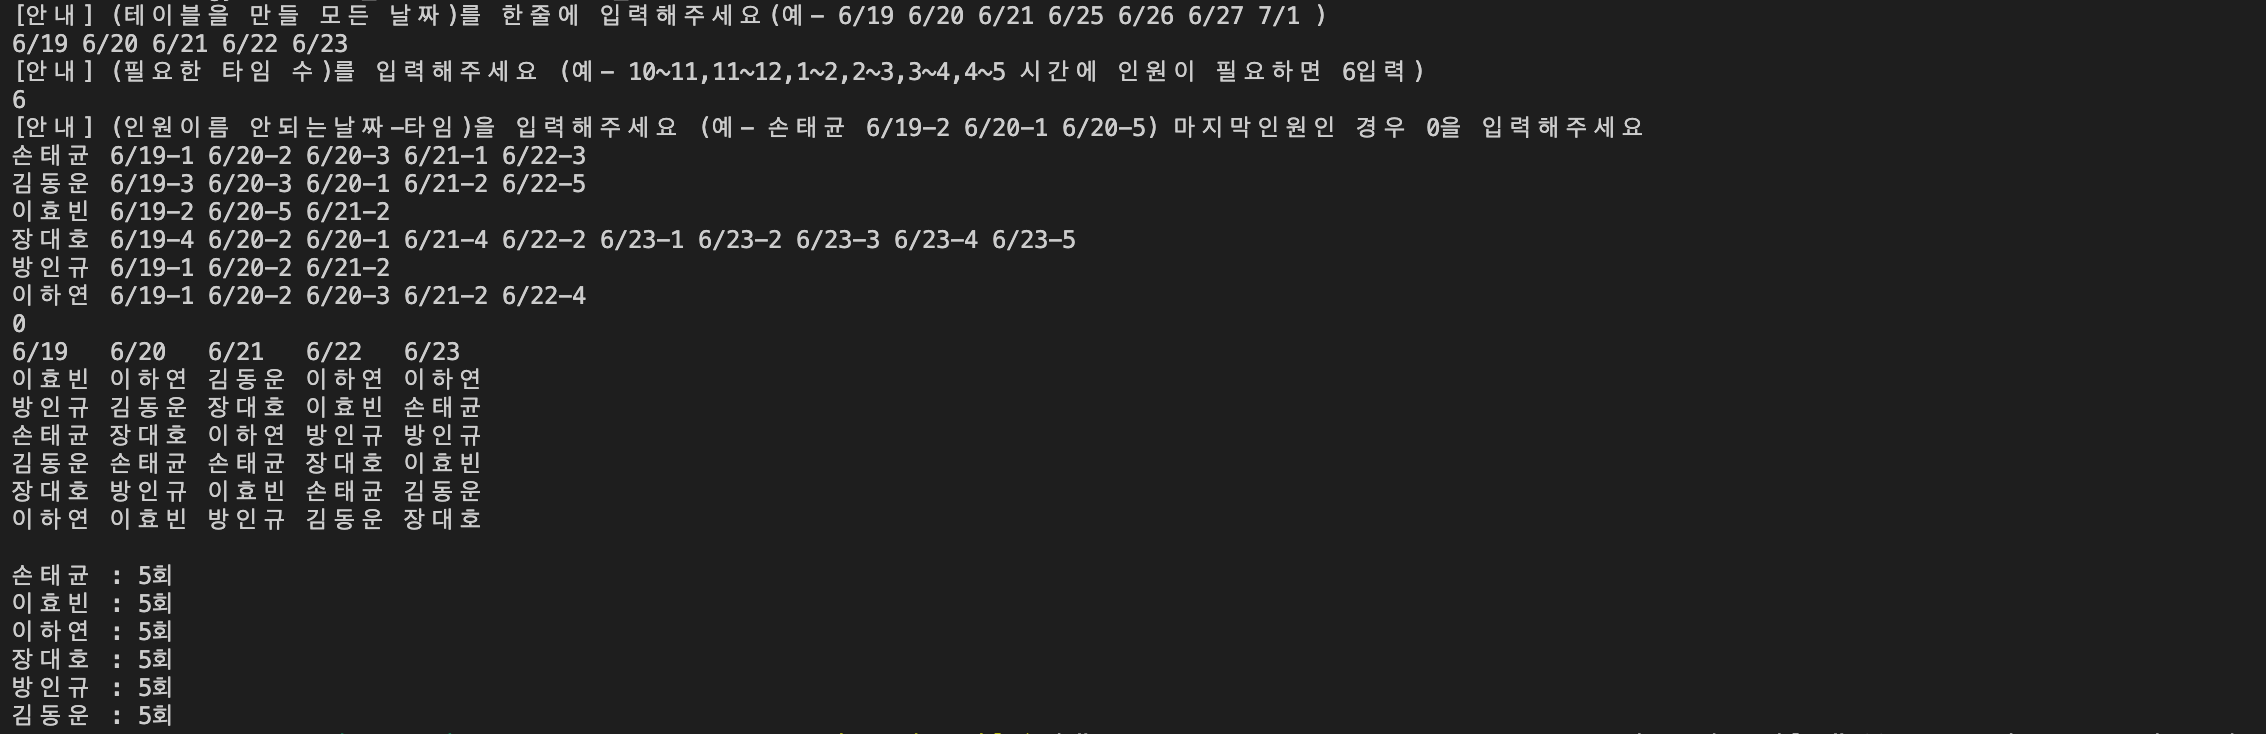 [안내] (테이블을 만들 모든 날짜)를 한줄에 입력해주세요(예- 6/19 6/20 6/21 6/25 6/26 6/27 7/1 )
6/19 6/20 6/21 6/22 6/23
[안내] (필요한 타임 수)를 입력해주세요 (예- 10~11,11~12,1~2,2~3,3~4,4~5 시간에 인원이 필요하면 6입력)
6
[안내] (인원이름 안되는날짜-타임)을 입력해주세요 (예- 손태균 6/19-2 6/20-1 6/20-5) 마지막인원인 경우 0을 입력해주세요
손태균 6/19-1 6/20-2 6/20-3 6/21-1 6/22-3
김동운 6/19-3 6/20-3 6/20-1 6/21-2 6/22-5
이효빈 6/19-2 6/20-5 6/21-2
장대호 6/19-4 6/20-2 6/20-1 6/21-4 6/22-2 6/23-1 6/23-2 6/23-3 6/23-4 6/23-5
방인규 6/19-1 6/20-2 6/21-2
이하연 6/19-1 6/20-2 6/20-3 6/21-2 6/22-4
0
6/19 6/20 6/21 6/22 6/23
이효빈 이하연 김동운 이하연 이하연
방인규 김동운 장대호 이효빈 손태균
손태균 장대호 이하연 방인규 방인규
김동운 손태균 손태균 장대호 이효빈
장대호 방인규 이효빈 손태균 김동운
이하연 이효빈 방인규 김동운 장대호
손태균 : 5회
이효빈 : 5회
이하연 : 5회
장대호 : 5회
방인규 : 5회
김동운 : 5회